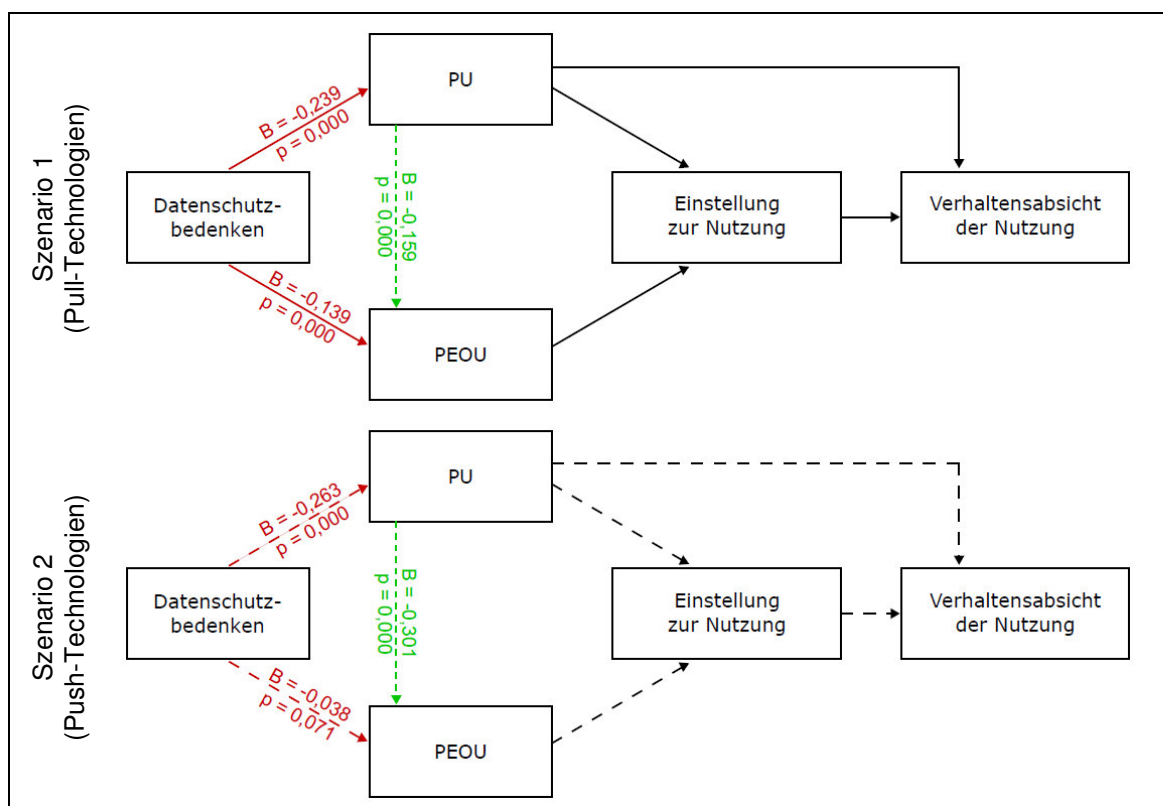 Szenario 1
(Pull-Technologien)
Datenschutz-
bedenken
B = -0,239
p = 0,000
B = -0,139
p = 0,000
PU
B = -0,159
p = 0,000
PEOU
Einstellung
zur Nutzung
Verhaltensabsicht
der Nutzung
Szenario 2
(Push-Technologien)
Datenschutz-
bedenken
B = -0,263
p = 0,000
B = -0,038
p = 0,071
PU
B = -0,301
p = 0,000
PEOU
Einstellung
zur Nutzung
Verhaltensabsicht
der Nutzung